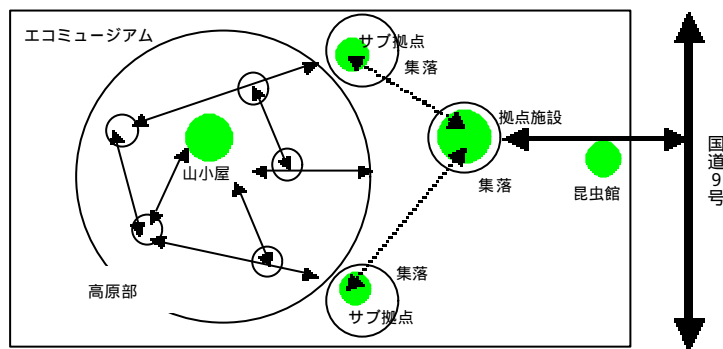 エコミュージアム
サブ拠点
集落
拠点施設
山小屋
集落
昆虫館
国道9号
集落
高原部
サブ拠点